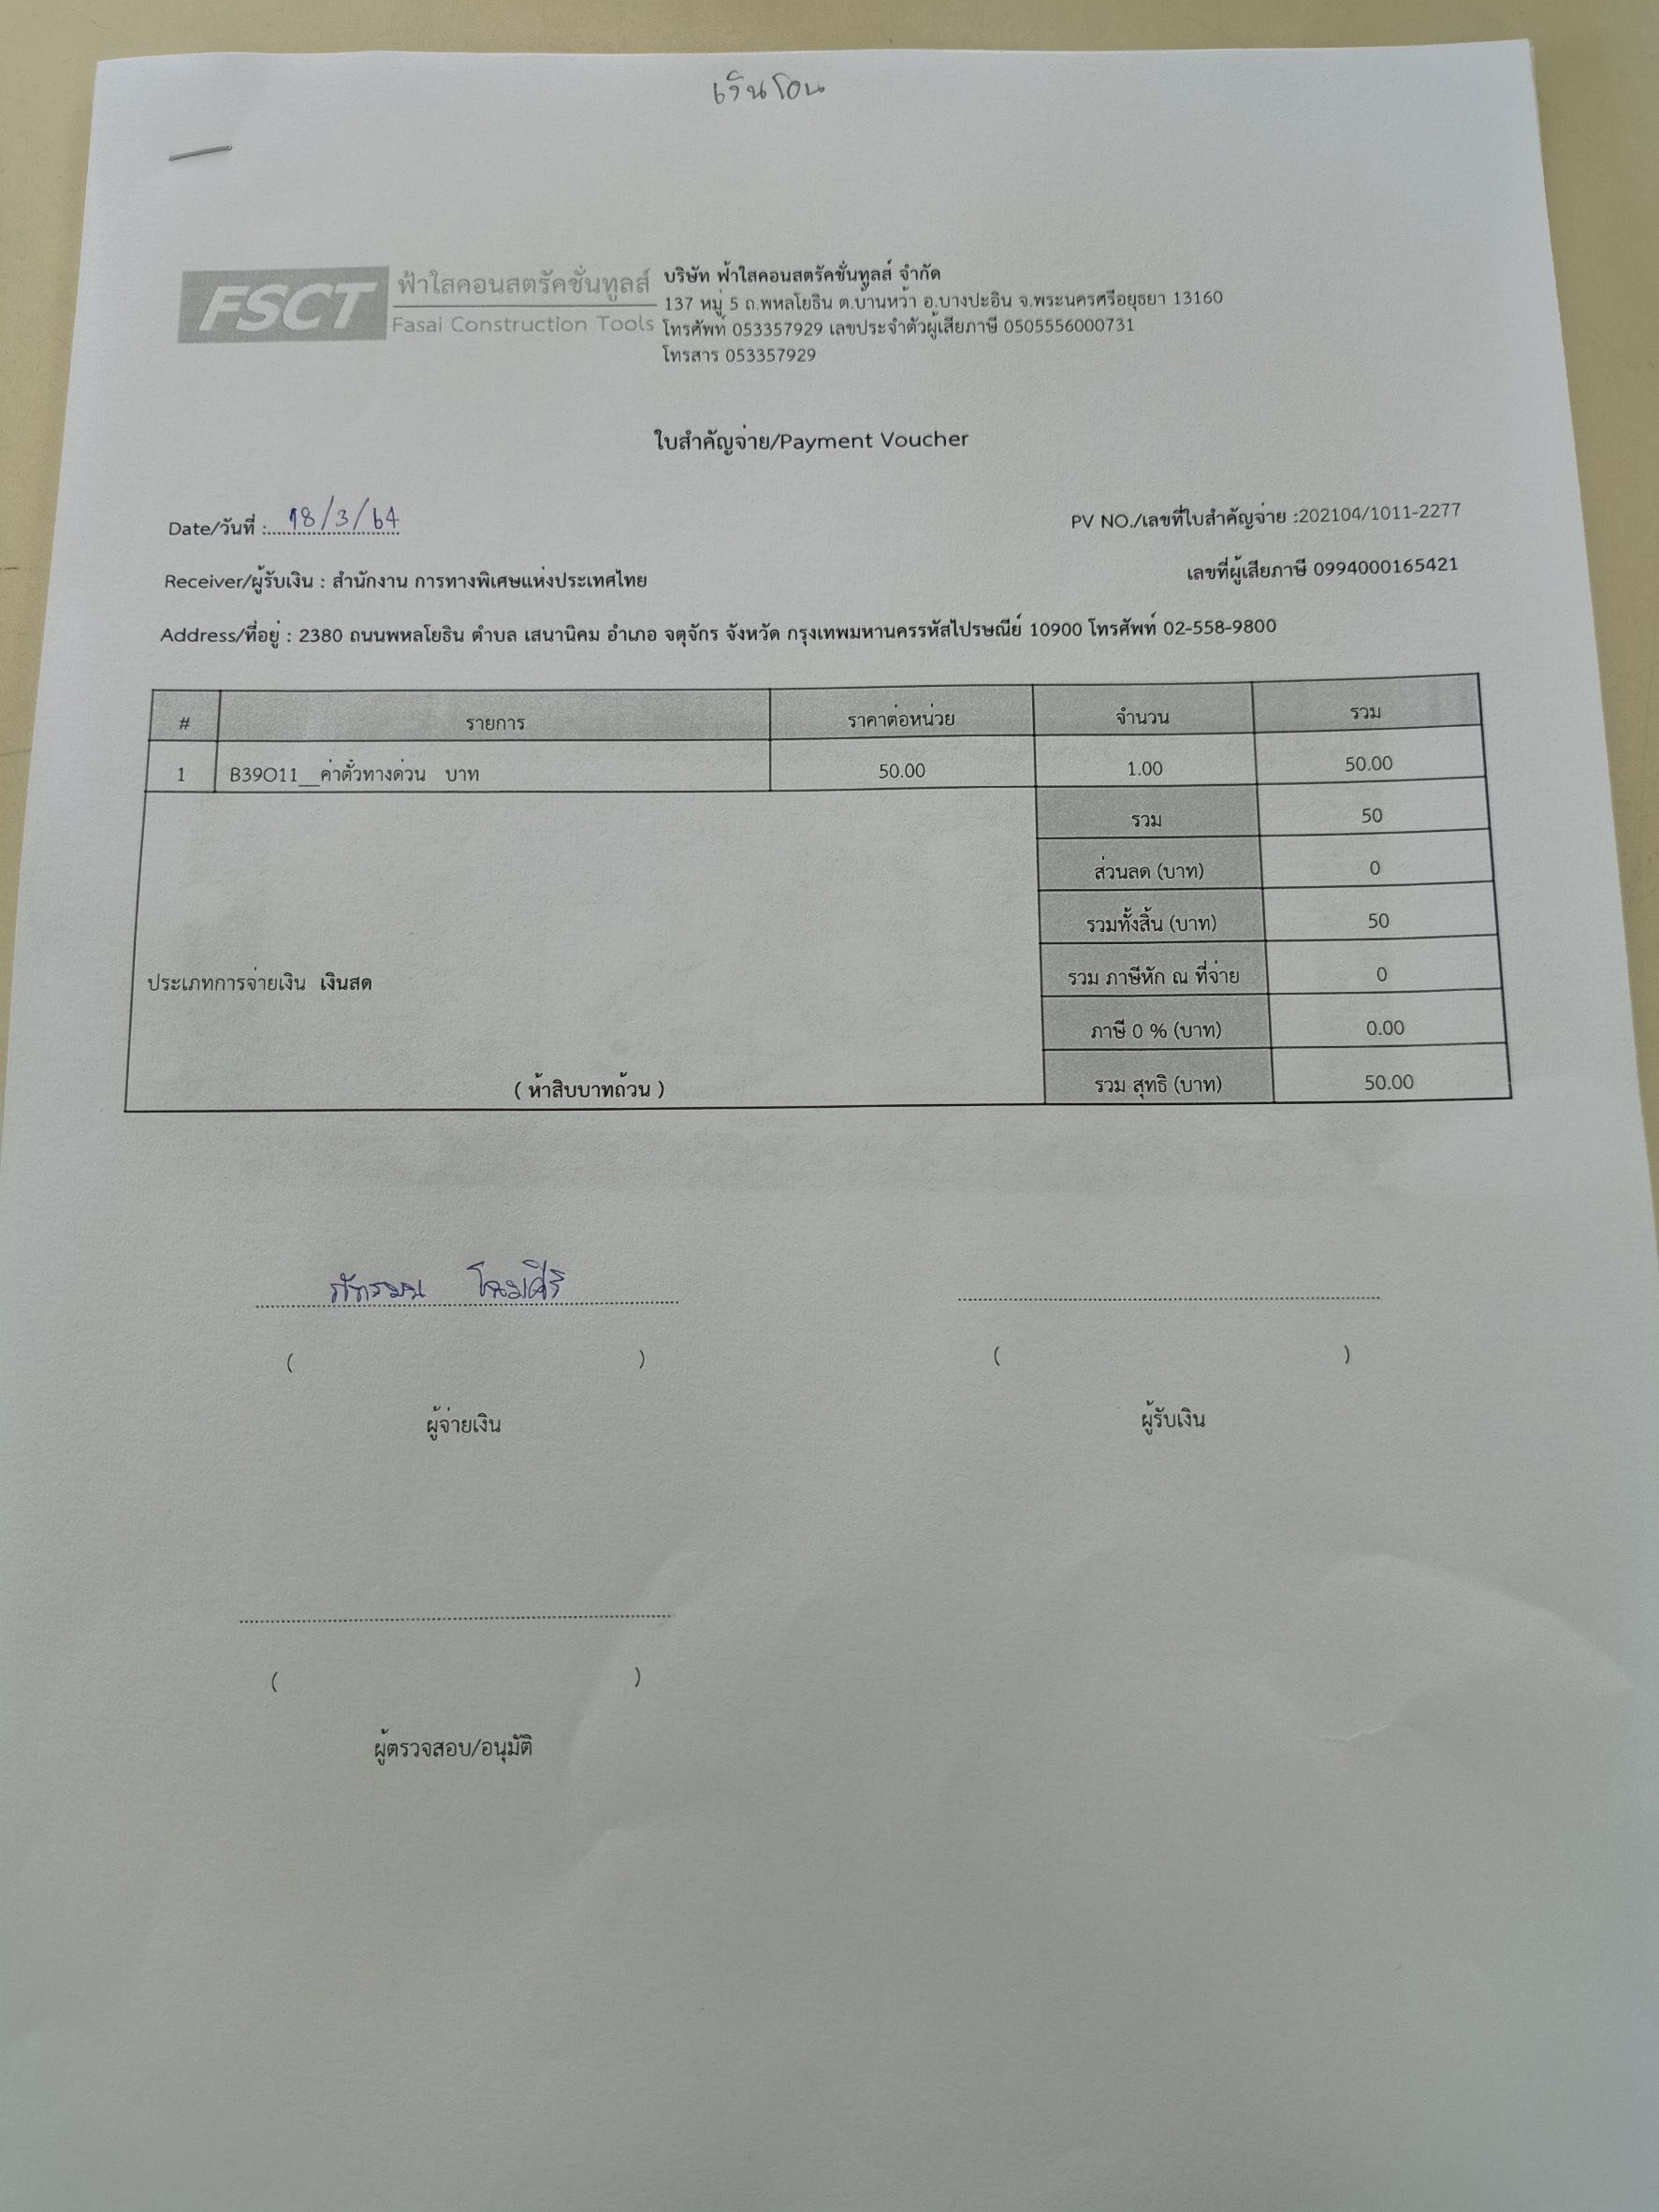 เงินโอน
FSCT
ฟ้าใสคอนสตรัคชั่นทูลส์
Fasai Construction Tools
บริษัท ฟ้าใสคอนสตรัคชั่นทูลส์ จำกัด
137 หมู่ 5 ถ.พหลโยธิน ต.บ้านหว้า อ.บางปะอิน จ.พระนครศรีอยุธยา 13160
โทรศัพท์ 053357929 เลขประจำตัวผู้เสียภาษี 0505556000731
โทรสาร 053357929
ใบสำคัญจ่าย/Payment Voucher
Date/วันที่ : 18/3/64
PV NO./เลขที่ใบสำคัญจ่าย :202104/1011-2277
Receiver/ผู้รับเงิน : สำนักงาน การทางพิเศษแห่งประเทศไทย
เลขที่ผู้เสียภาษี 0994000165421
Address/ที่อยู่ : 2380 ถนนพหลโยธิน ตำบล เสนานิคม อำเภอ จตุจักร จังหวัด กรุงเทพมหานครรหัสไปรษณีย์ 10900 โทรศัพท์ 02-558-9800
# รายการ ราคาต่อหน่วย จำนวน รวม
1 B39O11__ค่าตั๋วทางด่วน บาท 50.00 1.00 50.00
รวม 50
ส่วนลด (บาท) 0
รวมทั้งสิ้น (บาท) 50
ประเภทการจ่ายเงิน เงินสด
รวม ภาษีหัก ณ ที่จ่าย 0
ภาษี 0 % (บาท) 0.00
( ห้าสิบบาทถ้วน )
รวม สุทธิ (บาท) 50.00
( )
( )
ผู้จ่ายเงิน
ผู้รับเงิน
( )
ผู้ตรวจสอบ/อนุมัติ